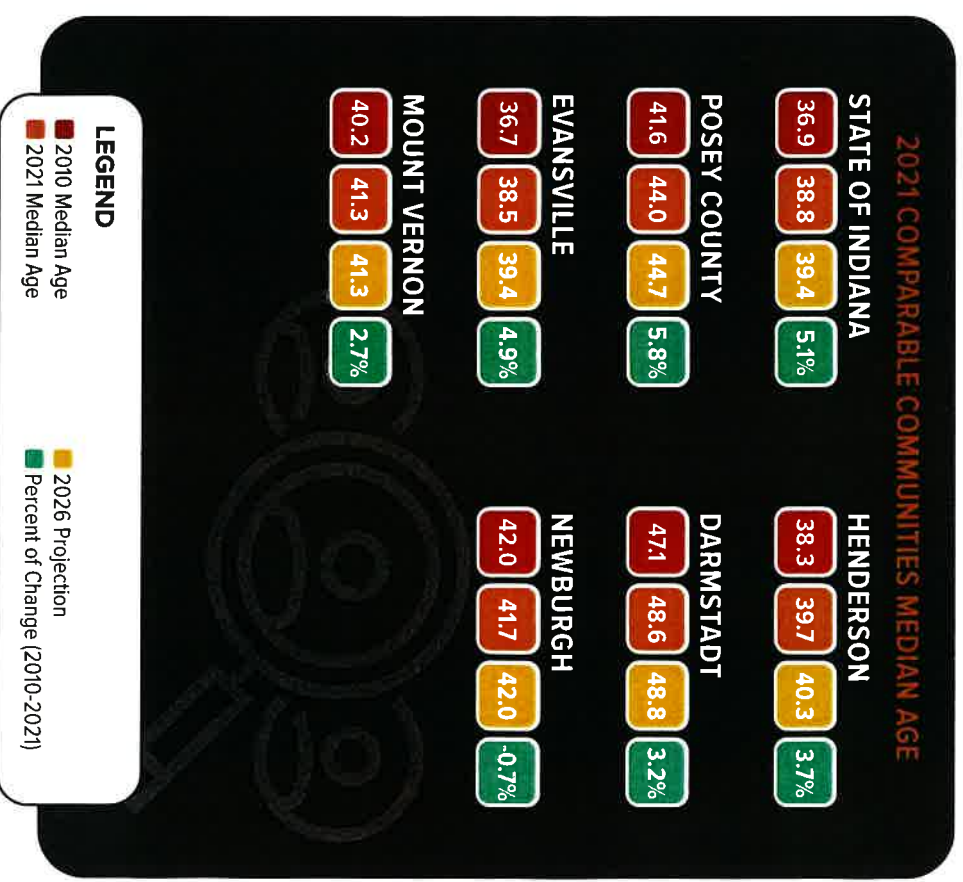 2021 COMPARABLE COMMUNITIES MEDIAN AGE
STATE OF INDIANA
36.9 38.8 39.4 5.1%
POSEY COUNTY
41.6 44.0 44.7 5.8%
EVANSVILLE
36.7 38.5 39.4 4.9%
MOUNT VERNON
40.2 41.3 41.3 2.7%
HENDERSON
38.3 39.7 40.3 3.7%
DARMSTADT
47.1 48.6 48.8 3.2%
NEWBURGH
42.0 41.7 42.0 -0.7%
LEGEND
2010 Median Age
2021 Median Age
2026 Projection
Percent of Change (2010-2021)